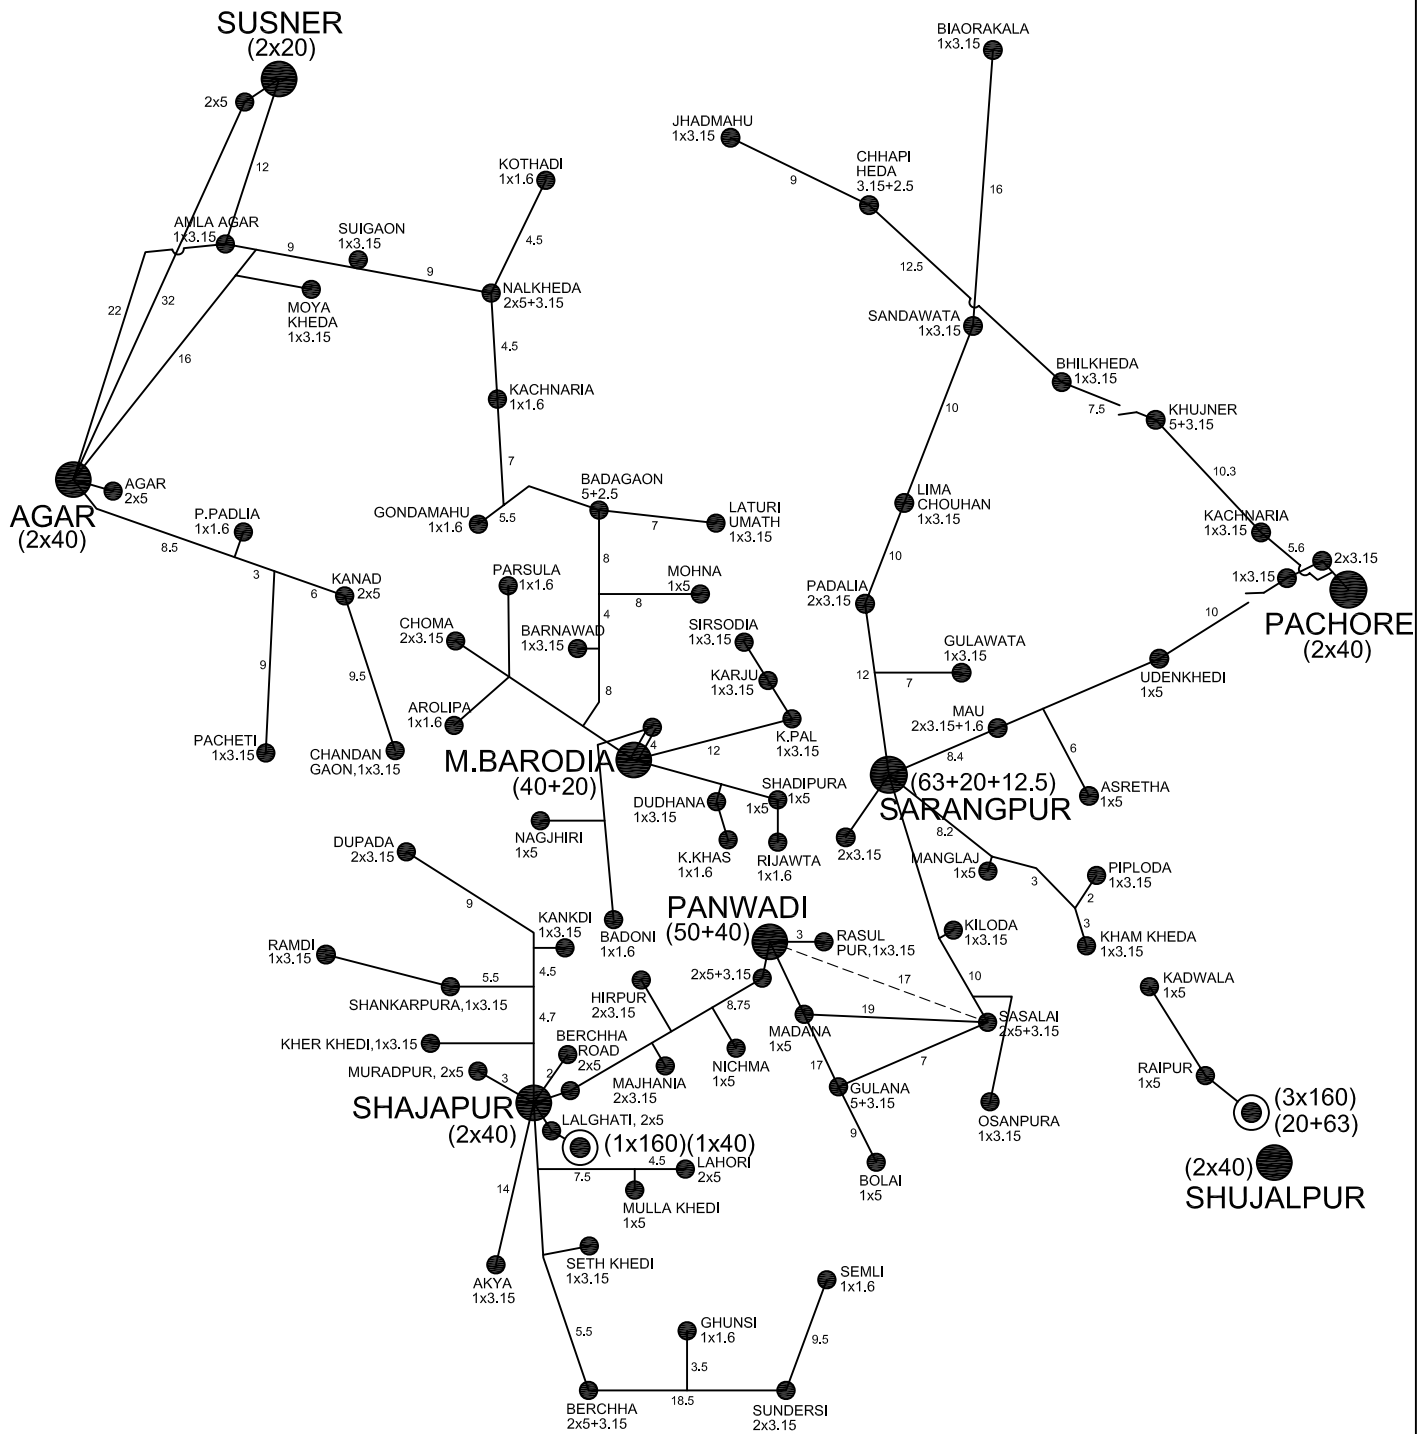 SUSNER
(2x20)
2x5
12
BIAORAKALA
1x3.15
JHADMAHU
1x3.15
9
CHHAPI
HEDA
3.15+2.5
16
KOTHADI
1x1.6
4.5
AMLA AGAR
1x3.15
9
SUIGAON
1x3.15
9
NALKHEDA
2x5+3.15
12.5
22
32
MOYA
KHEDA
1x3.15
16
SANDAWATA
1x3.15
4.5
BHILKHEDA
1x3.15
7.5
KACHNARIA
1x1.6
10
KHUJNER
5+3.15
7
10.3
AGAR
(2x40)
AGAR
2x5
BADAGAON
5+2.5
P.PADLIA
1x1.6
8.5
GONDAMAHU
1x1.6
5.5
7
LATURI
UMATH
1x3.15
LIMA
CHOUHAN
1x3.15
KACHNARIA
1x3.15
5.6
8
10
2x3.15
3
KANAD
2x5
6
PARSULA
1x1.6
MOHNA
1x5
8
PADALIA
2x3.15
1x3.15
PACHORE
(2x40)
4
10
CHOMA
2x3.15
BARNAWAD
1x3.15
SIRSODIA
1x3.15
GULAWATA
1x3.15
7
12
9
9.5
KARJU
1x3.15
UDENKHEDI
1x5
8
AROLIPA
1x1.6
MAU
2x3.15+1.6
PACHETI
1x3.15
CHANDAN
GAON,1x3.15
4
12
K.PAL
1x3.15
6
8.4
M.BARODIA
(40+20)
(63+20+12.5)
SARANGPUR
ASRETHA
1x5
DUDHANA
1x3.15
SHADIPURA
1x5
1x5
NAGJHIRI
1x5
8.2
DUPADA
2x3.15
K.KHAS
1x1.6
RIJAWTA
1x1.6
2x3.15
MANGLAJ
1x5
3
PIPLODA
1x3.15
2
9
PANWADI
(50+40)
3
KANKDI
1x3.15
BADONI
1x1.6
3
RASUL
PUR,1x3.15
KILODA
1x3.15
KHAM KHEDA
1x3.15
RAMDI
1x3.15
5.5
4.5
2x5+3.15
17
10
KADWALA
1x5
SHANKARPURA,1x3.15
HIRPUR
2x3.15
8.75
19
4.7
MADANA
1x5
SASALAI
2x5+3.15
KHER KHEDI,1x3.15
BERCHHA
ROAD
2x5
NICHMA
1x5
17
7
RAIPUR
1x5
MURADPUR, 2x5
3
2
MAJHANIA
2x3.15
GULANA
5+3.15
SHAJAPUR
(2x40)
LALGHATI, 2x5
(1x160)(1x40)
9
OSANPURA
1x3.15
(3x160)
(20+63)
14
7.5
4.5
LAHORI
2x5
BOLAI
1x5
(2x40)
SHUJALPUR
MULLA KHEDI
1x5
AKYA
1x3.15
SETH KHEDI
1x3.15
SEMLI
1x1.6
5.5
GHUNSI
1x1.6
9.5
3.5
18.5
BERCHHA
2x5+3.15
SUNDERSI
2x3.15